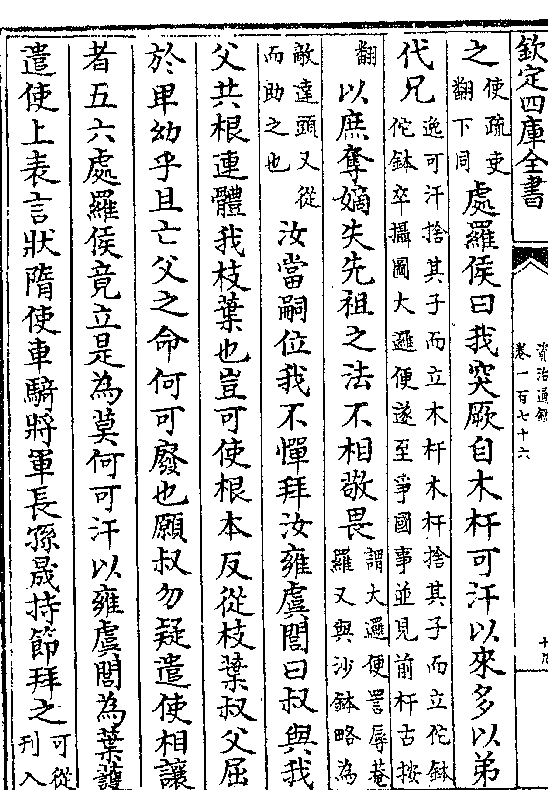 欽定四庫全書
資治通鑑
卷一百七十六
之使疏吏翻下同處羅侯曰我突厥自木杆可汗以來多以弟
代兄逸可汗捨其子而立木杆木杆捨其子而立佗鉢佗鉢卒攝圖大邏便遂至爭國事並見前杆古按
翻以庶奪嫡失先祖之法不相敬畏謂大邏便詈辱菴羅又與沙鉢略為
敵達頭又從而助之也汝當嗣位我不憚拜汝雍虞閭曰叔與我
父共根連體我枝葉也豈可使根本反從枝葉叔父屈
於卑幼乎且亡父之命何可廢也願叔勿疑遣使相讓
者五六處羅侯竟立是為莫何可汗以雍虞閭為葉護
遣使上表言狀隋使車騎將軍長孫晟持節拜之可從刊入